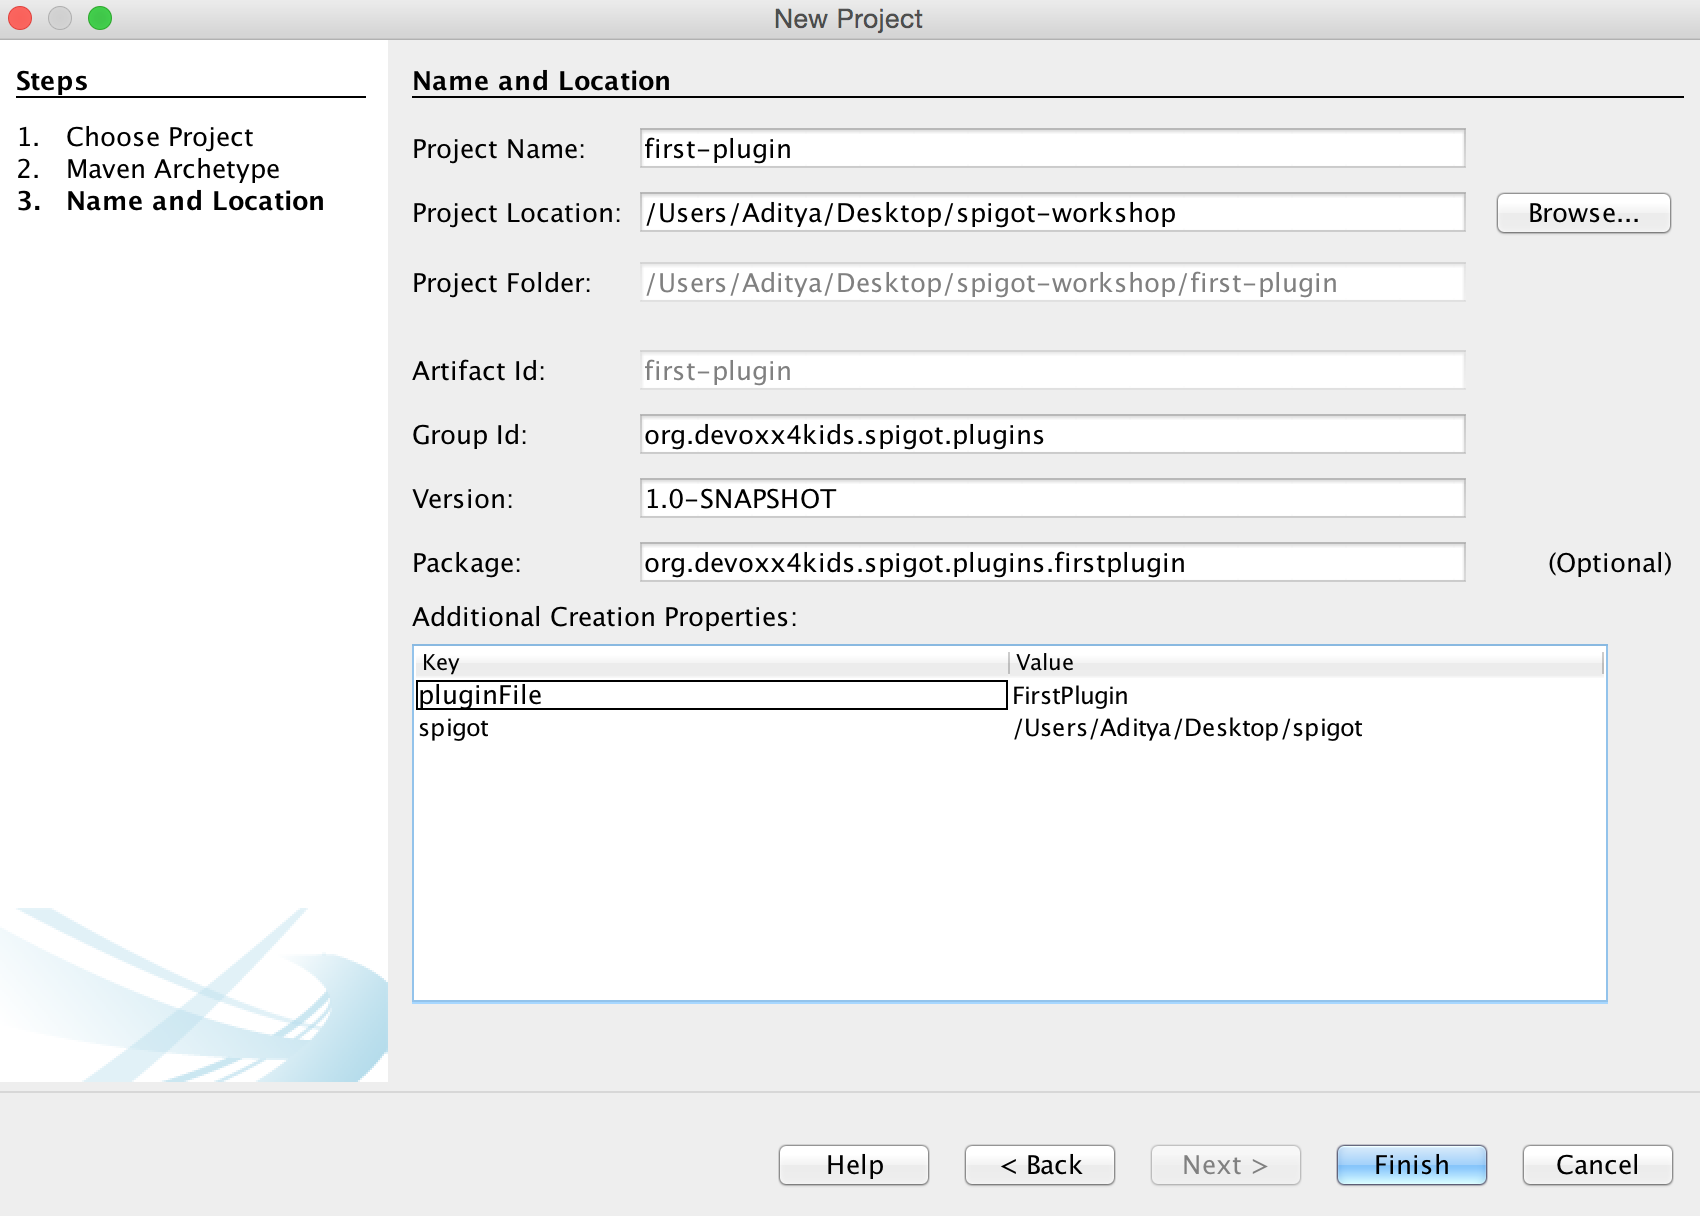 New Project
Steps
1. Choose Project
2. Maven Archetype
3. Name and Location
Name and Location
Project Name: first-plugin
Project Location: /Users/Aditya/Desktop/spigot-workshop Browse...
Project Folder: /Users/Aditya/Desktop/spigot-workshop/first-plugin
Artifact Id: first-plugin
Group Id: org.devoxx4kids.spigot.plugins
Version: 1.0-SNAPSHOT
Package: org.devoxx4kids.spigot.plugins.firstplugin (Optional)
Additional Creation Properties:
Key Value
pluginFile FirstPlugin
spigot /Users/Aditya/Desktop/spigot
Help < Back Next > Finish Cancel